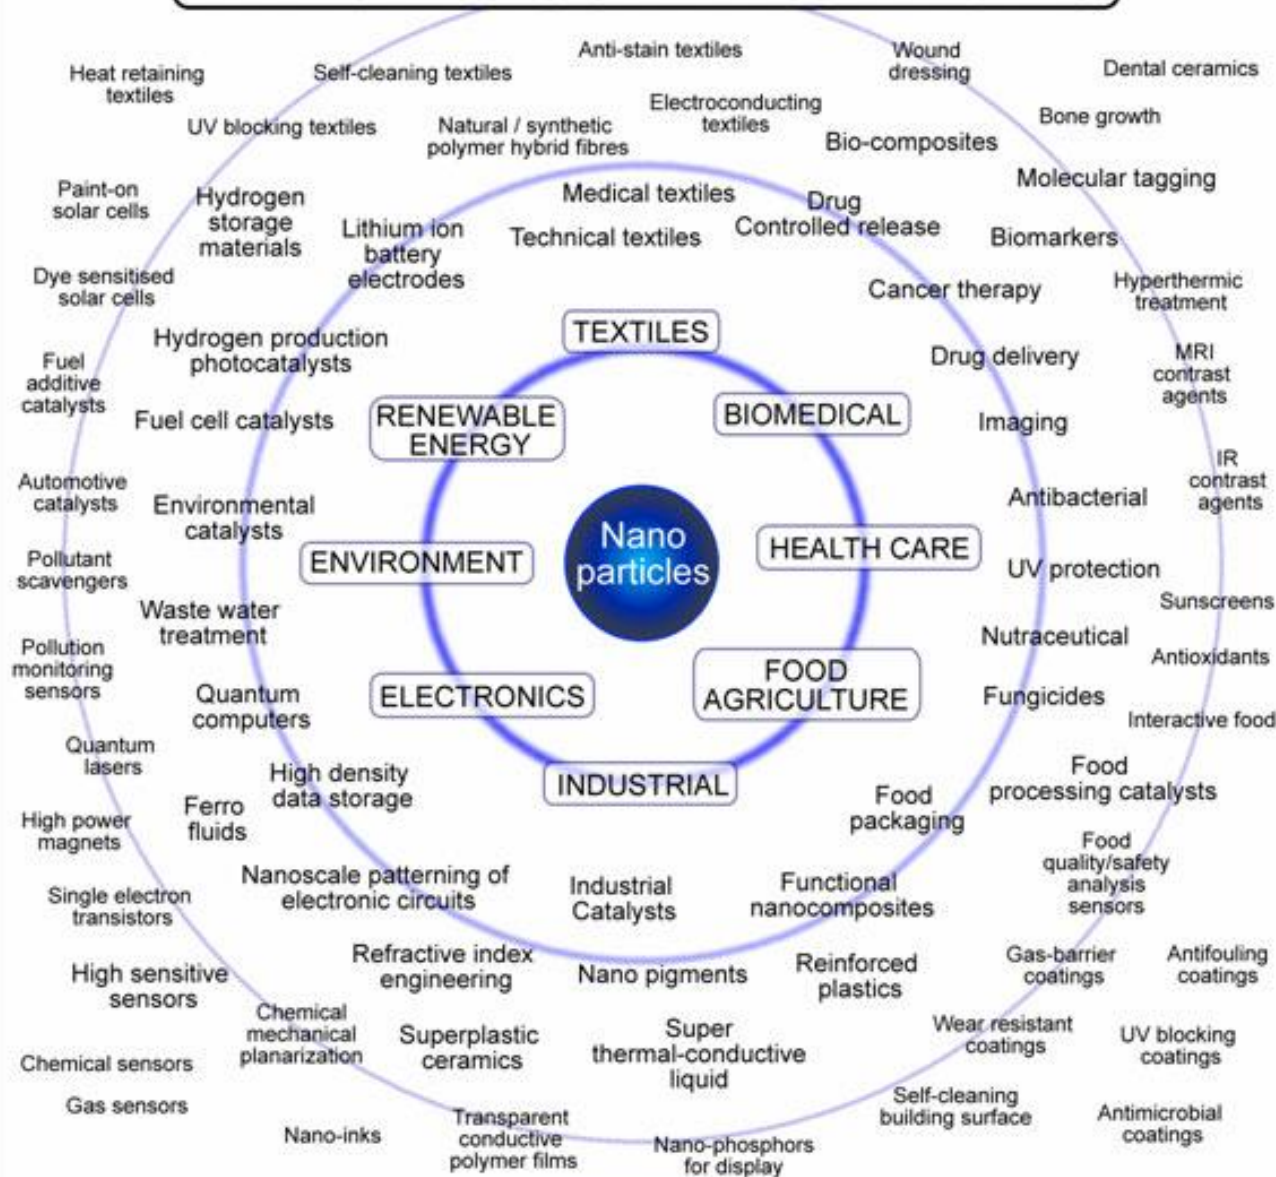 Anti-stain textiles
Wound
dressing
Heat retaining
textiles
Self-cleaning textiles
Dental ceramics
UV blocking textiles
Natural / synthetic
polymer hybrid fibres
Electroconducting
textiles
Bone growth
Bio-composites
Paint-on
solar cells
Hydrogen
storage
materials
Lithium ion
battery
electrodes
Medical textiles
Technical textiles
Drug
Controlled release
Molecular tagging
Biomarkers
Dye sensitised
solar cells
Cancer therapy
Hyperthermic
treatment
Hydrogen production
photocatalysts
TEXTILES
Drug delivery
MRI
contrast
agents
Fuel
additive
catalysts
Fuel cell catalysts
RENEWABLE
ENERGY
BIOMEDICAL
Imaging
IR
contrast
agents
Automotive
catalysts
Environmental
catalysts
Antibacterial
Nano
particles
ENVIRONMENT
HEALTH CARE
Pollutant
scavengers
UV protection
Sunscreens
Waste water
treatment
Nutraceutical
Antioxidants
Pollution
monitoring
sensors
Quantum
computers
ELECTRONICS
FOOD
AGRICULTURE
Fungicides
Interactive food
Quantum
lasers
High density
data storage
INDUSTRIAL
Food
processing catalysts
High power
magnets
Ferro
fluids
Food
packaging
Food
quality/safety
analysis
sensors
Single electron
transistors
Nanoscale patterning of
electronic circuits
Industrial
Catalysts
Functional
nanocomposites
High sensitive
sensors
Refractive index
engineering
Nano pigments
Reinforced
plastics
Gas-barrier
coatings
Antifouling
coatings
Chemical
mechanical
planarization
Superplastic
ceramics
Super
thermal-conductive
liquid
Wear resistant
coatings
UV blocking
coatings
Chemical sensors
Gas sensors
Nano-inks
Transparent
conductive
polymer films
Nano-phosphors
for display
Self-cleaning
building surface
Antimicrobial
coatings